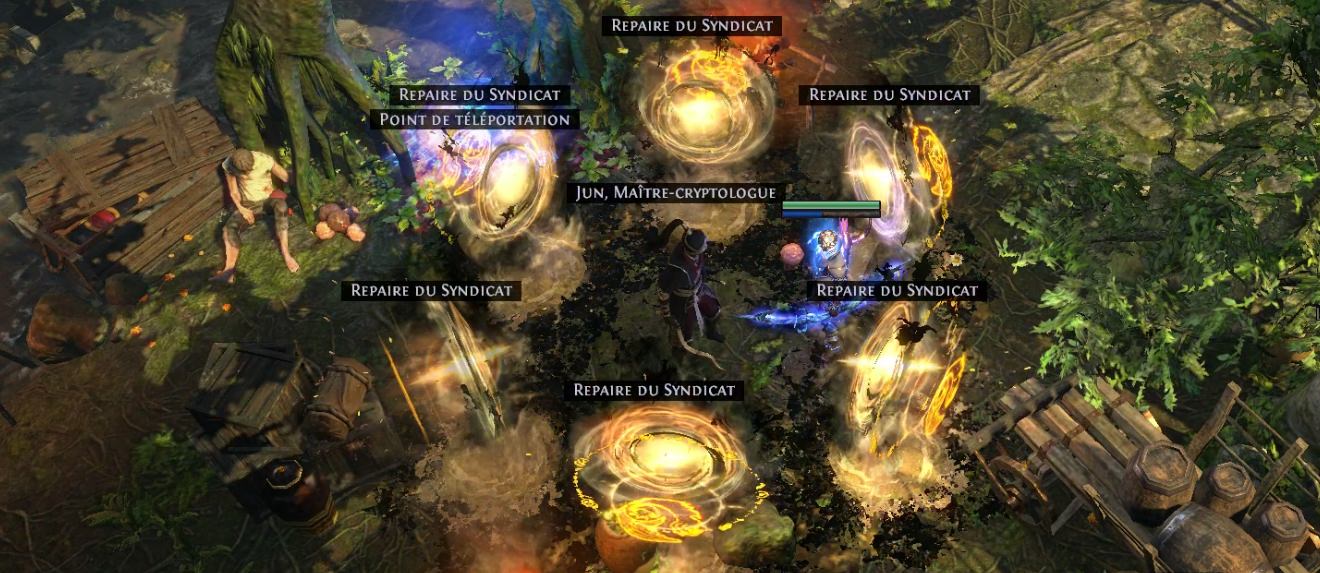 Repaire du Syndicat
Repaire du Syndicat
Repaire du Syndicat
Point de téléportation
Jun, Maître-cryptologue
Repaire du Syndicat
Repaire du Syndicat
Repaire du Syndicat